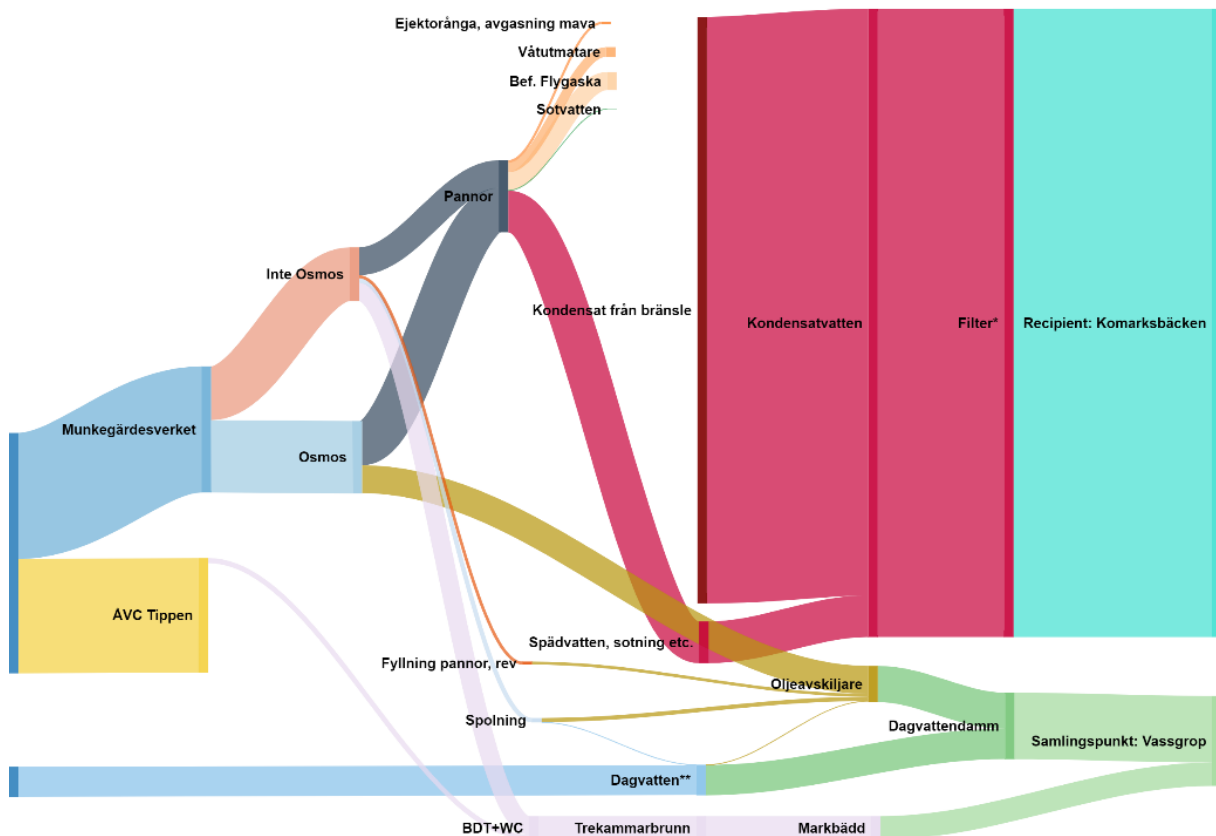 Ejektorånga, avgasning mava
Våtutmatare
Bef. Flygaska
Sotvatten
Pannor
Inte Osmos
Kondensat från bränsle
Kondensatvatten
Filter*
Recipient: Komarksbäcken
Munkegärdesverket
Osmos
ÅVC Tippen
Spädvatten, sotning etc.
Fyllning pannor, rev
Oljeavskiljare
Spolning
Dagvattendamm
Samlingspunkt: Vassgrop
Dagvatten**
BDT+WC
Trekammarbrunn
Markbädd